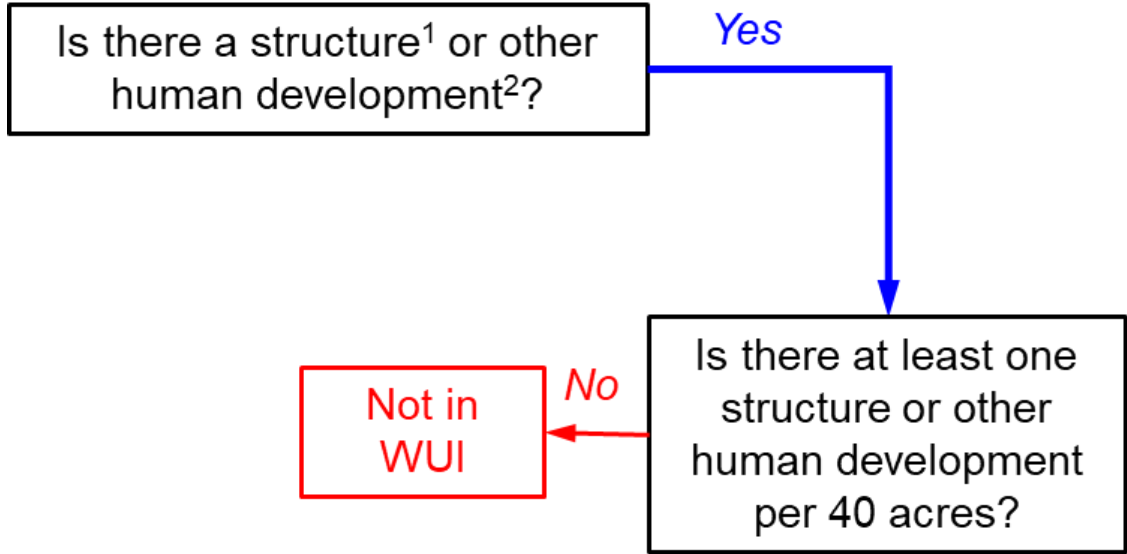 Is there a structure¹ or other
human development²?
Yes
Not in
WUI
No
Is there at least one
structure or other
human development
per 40 acres?